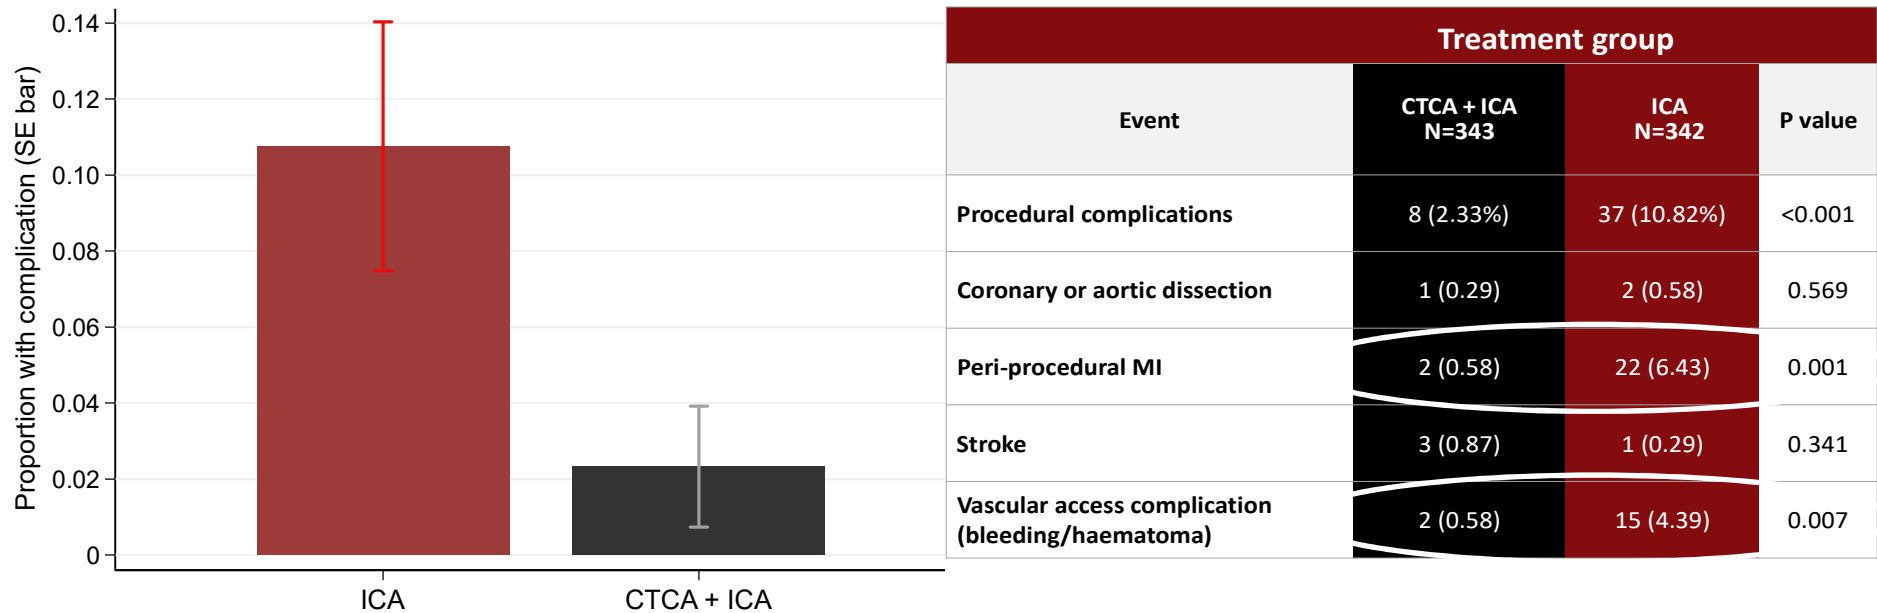 Proportion with complication (SE bar)
0.14
0.12
0.10
0.08
0.06
0.04
0.02
0
ICA
CTCA + ICA
Treatment group
Event
CTCA + ICA
N=343
ICA
N=342
P value
Procedural complications
8 (2.33%)
37 (10.82%)
<0.001
Coronary or aortic dissection
1 (0.29)
2 (0.58)
0.569
Peri-procedural MI
2 (0.58)
22 (6.43)
0.001
Stroke
3 (0.87)
1 (0.29)
0.341
Vascular access complication
(bleeding/haematoma)
2 (0.58)
15 (4.39)
0.007